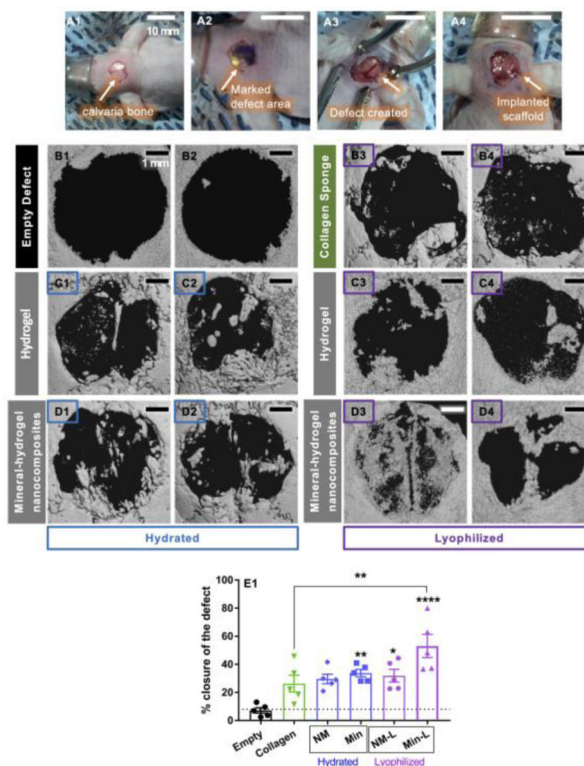 A1
10 mm
calvaria bone
A2
Marked
defect area
A3
Defect created
A4
Implanted
scaffold
Empty Defect
B1
1 mm
B2
Collagen Sponge
B3
B4
Hydrogel
C1
C2
Hydrogel
C3
C4
Mineral-hydrogel
nanocomposites
D1
D2
Mineral-hydrogel
nanocomposites
D3
D4
Hydrated
Lyophilized
E1
**
% closure of the defect
100
80
60
40
20
0
**
*
****
Empty
Collagen
NM
Min
NM-L
Min-L
Hydrated
Lyophilized